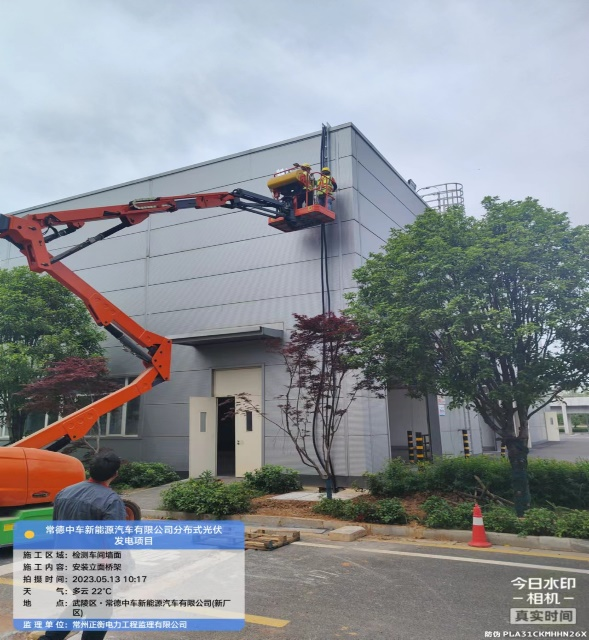 常德中车新能源汽车有限公司分布式光伏
发电项目
施工区域：检测车间墙面
施工内容：安装立面桥架
拍摄时间：2023.05.13 10:17
天　　气：多云 22℃
地　　点：武陵区·常德中车新能源汽车有限公司(新厂
区)
监理单位：常州正衡电力工程监理有限公司
今日水印
-相机-
真实时间
防伪 PLA31CKMHHN26X